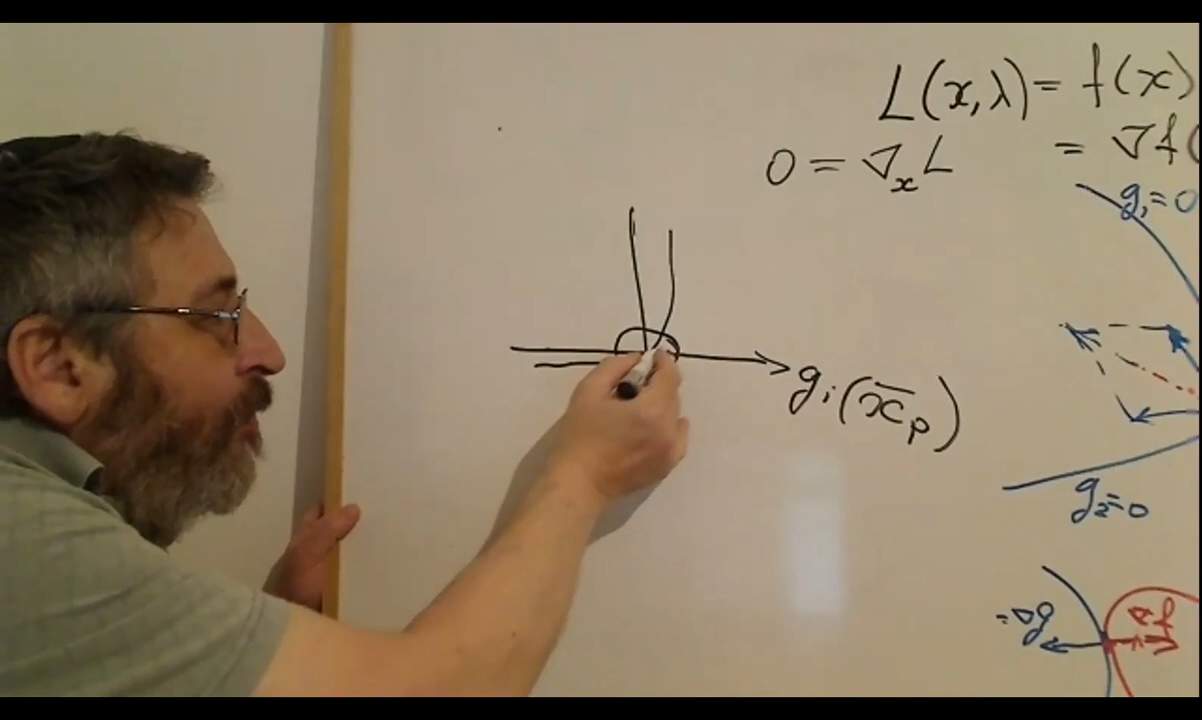 L(x,λ)= f(x)
0 = ∇ₓL = ∇f(
g₁=0
gᵢ(x̄ₚ)
g₂=0
-∇g
∇f